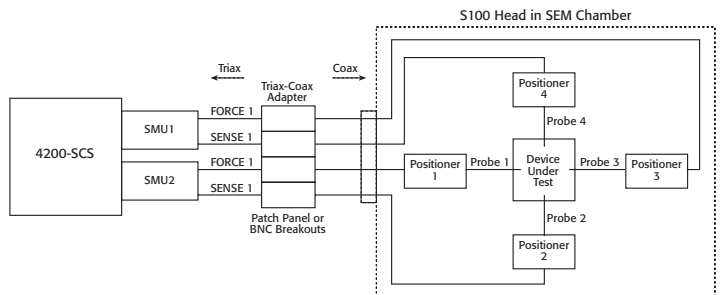 S100 Head in SEM Chamber
Triax
Coax
Triax-Coax
Adapter
4200-SCS
SMU1
SMU2
FORCE 1
SENSE 1
FORCE 1
SENSE 1
Patch Panel or
BNC Breakouts
Positioner
4
Probe 4
Positioner
1
Probe 1
Device
Under
Test
Probe 3
Positioner
3
Probe 2
Positioner
2